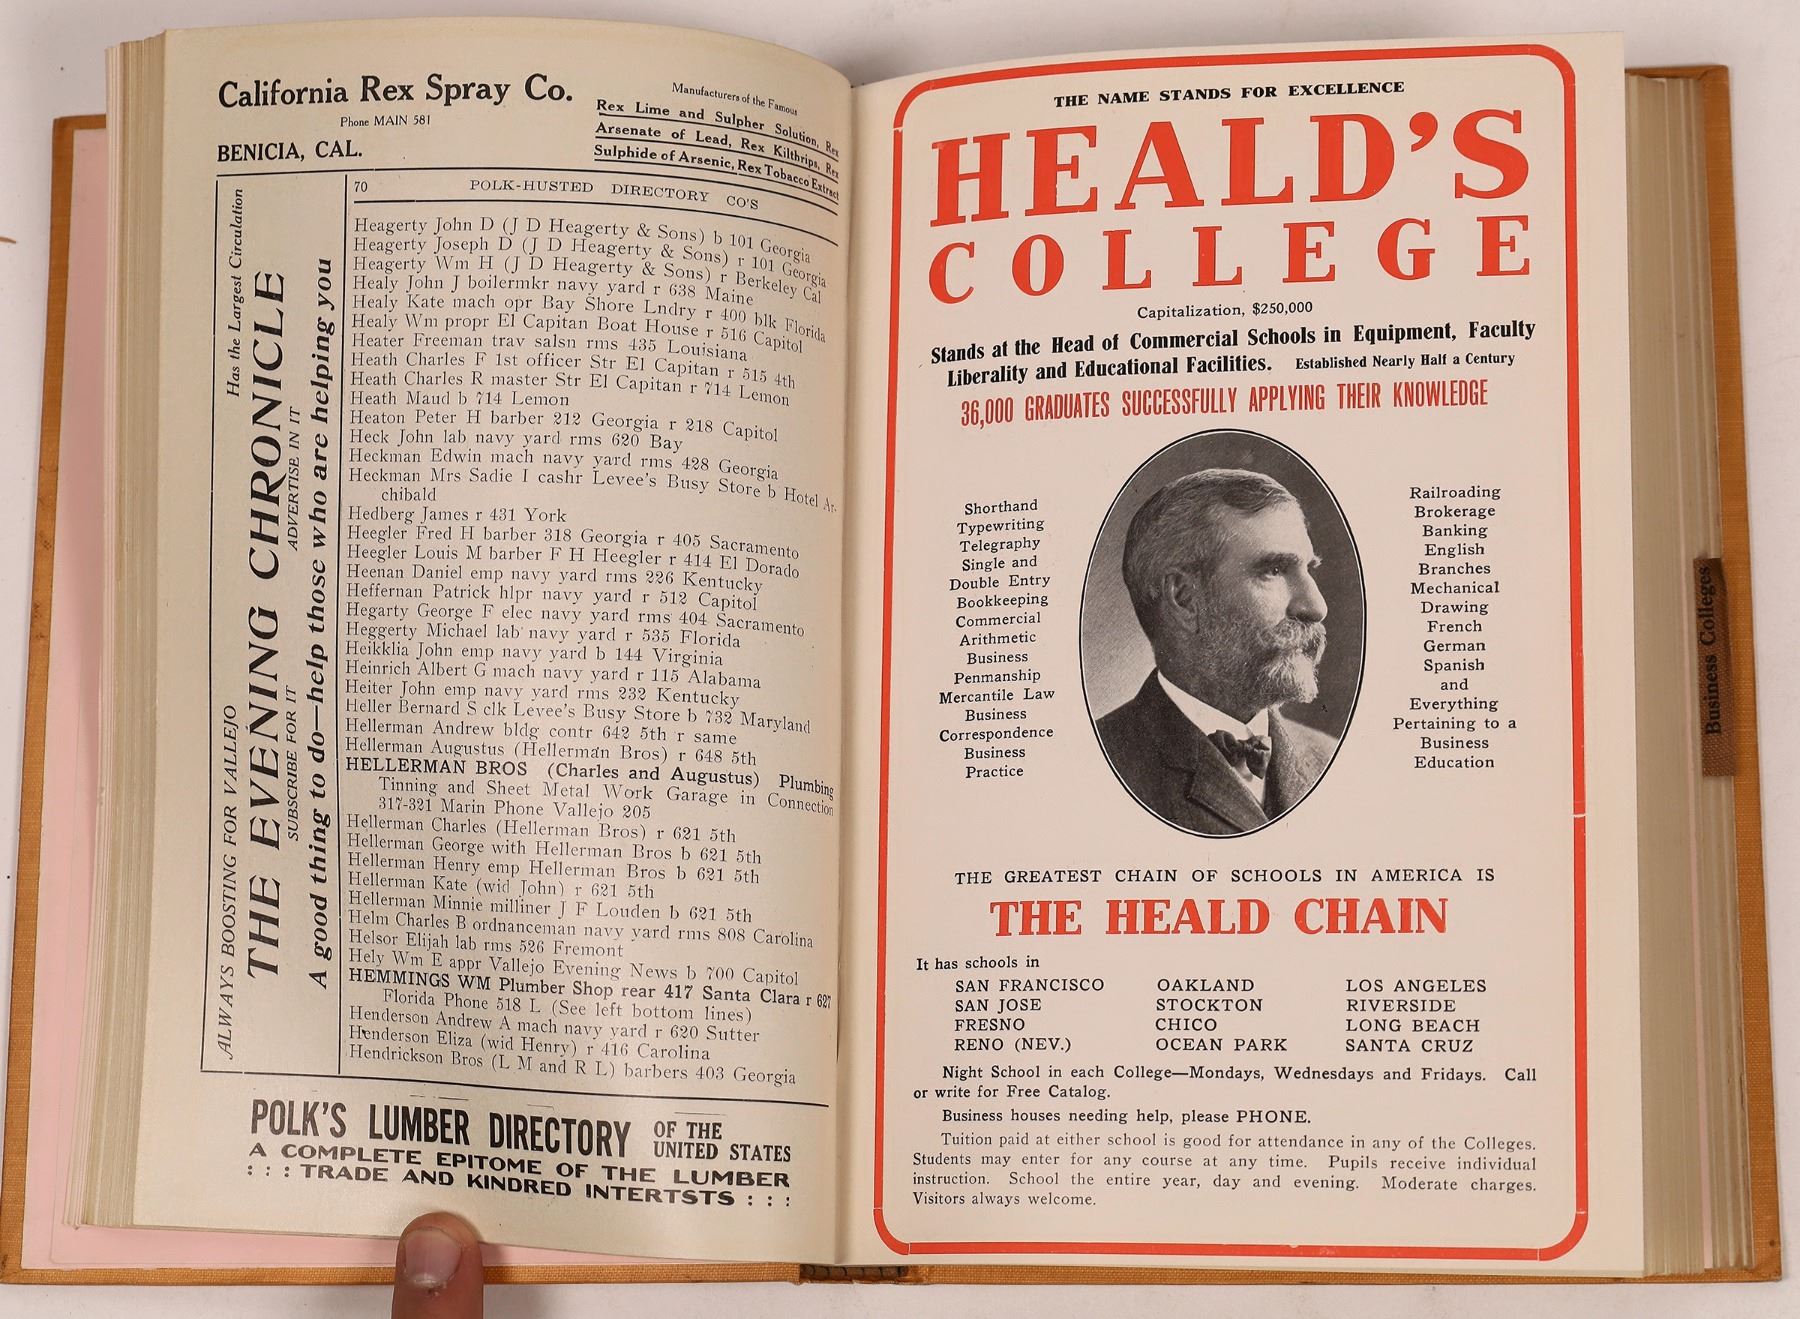 California Rex Spray Co.
Phone MAIN 581
BENICIA, CAL.
Manufacturers of the Famous
Rex Lime and Sulpher Solution, Rex
Arsenate of Lead, Rex Kilthrips, Rex
Sulphide of Arsenic, Rex Tobacco Extract
ALWAYS BOOSTING FOR VALLEJO Has the Largest Circulation
THE EVENING CHRONICLE
SUBSCRIBE FOR IT ADVERTISE IN IT
A good thing to do—help those who are helping you
70 POLK-HUSTED DIRECTORY CO'S
Heagerty John D (J D Heagerty & Sons) b 101 Georgia
Heagerty Joseph D (J D Heagerty & Sons) r 101 Georgia
Heagerty Wm H (J D Heagerty & Sons) r Berkeley Cal
Healy John J boilermkr navy yard r 638 Maine
Healy Kate mach opr Bay Shore Lndry r 400 blk Florida
Healy Wm propr El Capitan Boat House r 516 Capitol
Heater Freeman trav salsn rms 435 Louisiana
Heath Charles F 1st officer Str El Capitan r 515 4th
Heath Charles R master Str El Capitan r 714 Lemon
Heath Maud b 714 Lemon
Heaton Peter H barber 212 Georgia r 218 Capitol
Heck John lab navy yard rms 620 Bay
Heckman Edwin mach navy yard rms 428 Georgia
Heckman Mrs Sadie I cashr Levee's Busy Store b Hotel Ar-
chibald
Hedberg James r 431 York
Heegler Fred H barber 318 Georgia r 405 Sacramento
Heegler Louis M barber F H Heegler r 414 El Dorado
Heenan Daniel emp navy yard rms 226 Kentucky
Heffernan Patrick hlpr navy yard r 512 Capitol
Hegarty George F elec navy yard rms 404 Sacramento
Heggerty Michael lab navy yard r 535 Florida
Heikklia John emp navy yard b 144 Virginia
Heinrich Albert G mach navy yard r 115 Alabama
Heiter John emp navy yard rms 232 Kentucky
Heller Bernard S clk Levee's Busy Store b 732 Maryland
Hellerman Andrew bldg contr 642 5th r same
Hellerman Augustus (Hellerman Bros) r 648 5th
HELLERMAN BROS (Charles and Augustus) Plumbing
Tinning and Sheet Metal Work Garage in Connection
317-321 Marin Phone Vallejo 205
Hellerman Charles (Hellerman Bros) r 621 5th
Hellerman George with Hellerman Bros b 621 5th
Hellerman Henry emp Hellerman Bros b 621 5th
Hellerman Kate (wid John) r 621 5th
Hellerman Minnie milliner J F Louden b 621 5th
Helm Charles B ordnanceman navy yard rms 808 Carolina
Helsor Elijah lab rms 526 Fremont
Hely Wm E appr Vallejo Evening News b 700 Capitol
HEMMINGS WM Plumber Shop rear 417 Santa Clara r 627
Florida Phone 518 L (See left bottom lines)
Henderson Andrew A mach navy yard r 620 Sutter
Henderson Eliza (wid Henry) r 416 Carolina
Hendrickson Bros (L M and R L) barbers 403 Georgia
POLK'S LUMBER DIRECTORY OF THE UNITED STATES
A COMPLETE EPITOME OF THE LUMBER
: : : TRADE AND KINDRED INTERTSTS : : :
THE NAME STANDS FOR EXCELLENCE
HEALD'S
COLLEGE
Capitalization, $250,000
Stands at the Head of Commercial Schools in Equipment, Faculty
Liberality and Educational Facilities. Established Nearly Half a Century
36,000 GRADUATES SUCCESSFULLY APPLYING THEIR KNOWLEDGE
Shorthand
Typewriting
Telegraphy
Single and
Double Entry
Bookkeeping
Commercial
Arithmetic
Business
Penmanship
Mercantile Law
Business
Correspondence
Business
Practice
Railroading
Brokerage
Banking
English
Branches
Mechanical
Drawing
French
German
Spanish
and
Everything
Pertaining to a
Business
Education
THE GREATEST CHAIN OF SCHOOLS IN AMERICA IS
THE HEALD CHAIN
It has schools in
SAN FRANCISCO OAKLAND LOS ANGELES
SAN JOSE STOCKTON RIVERSIDE
FRESNO CHICO LONG BEACH
RENO (NEV.) OCEAN PARK SANTA CRUZ
Night School in each College—Mondays, Wednesdays and Fridays. Call
or write for Free Catalog.
Business houses needing help, please PHONE.
Tuition paid at either school is good for attendance in any of the Colleges.
Students may enter for any course at any time. Pupils receive individual
instruction. School the entire year, day and evening. Moderate charges.
Visitors always welcome.
Business Colleges